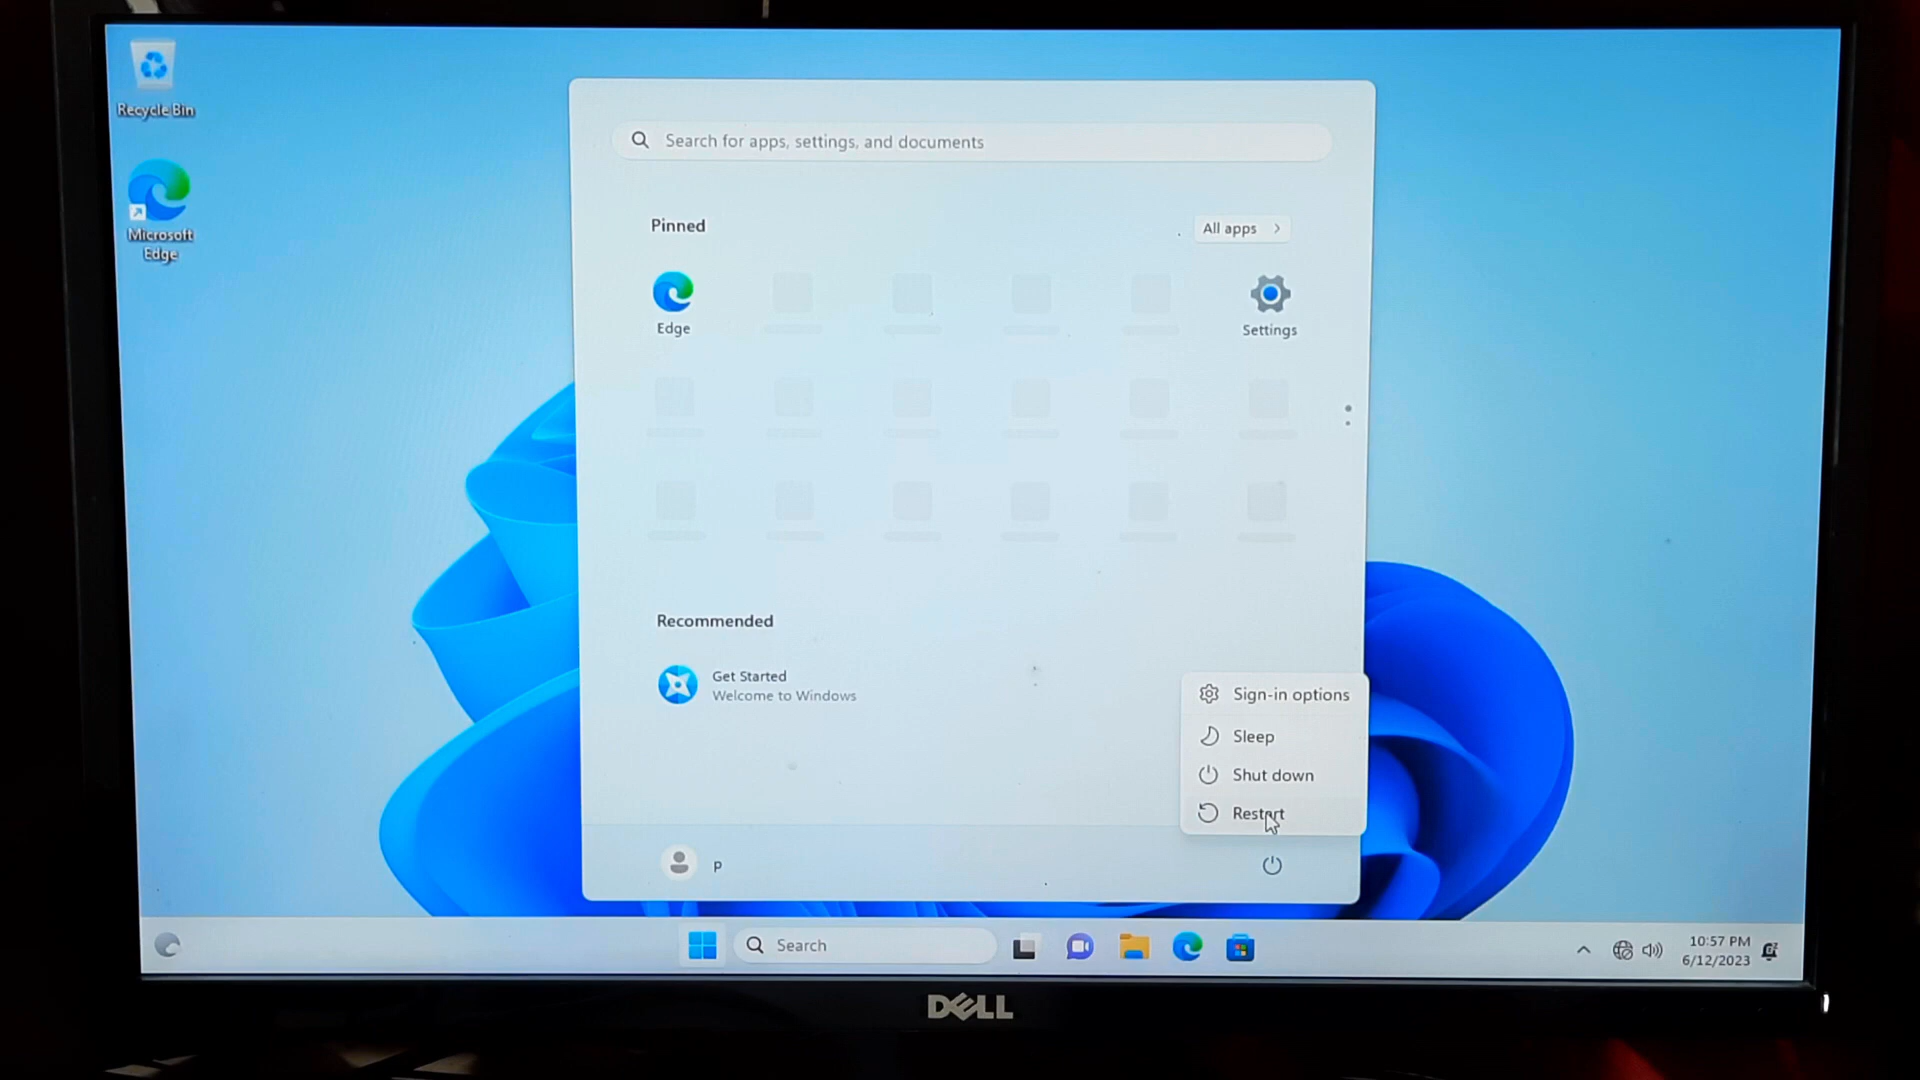 Recycle Bin
Microsoft
Edge
Search for apps, settings, and documents
Pinned
All apps
Edge
Settings
Recommended
Get Started
Welcome to Windows
Sign-in options
Sleep
Shut down
Restart
p
Search
10:57 PM
6/12/2023
DELL